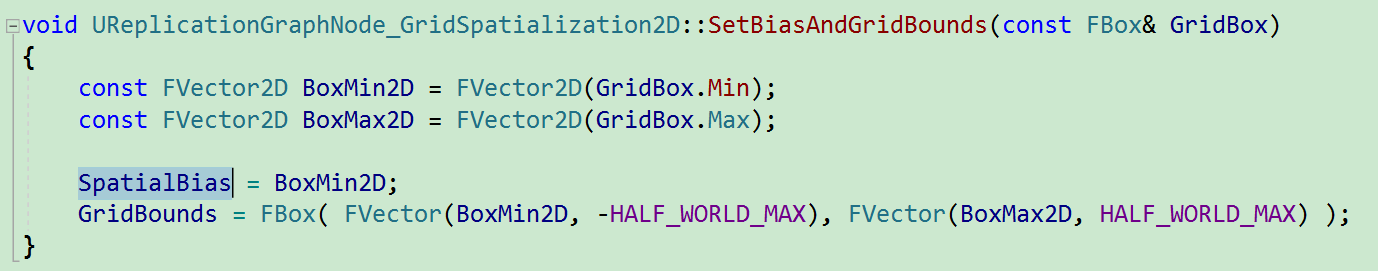 void UReplicationGraphNode_GridSpatialization2D::SetBiasAndGridBounds(const FBox& GridBox)
{
    const FVector2D BoxMin2D = FVector2D(GridBox.Min);
    const FVector2D BoxMax2D = FVector2D(GridBox.Max);

    SpatialBias = BoxMin2D;
    GridBounds = FBox( FVector(BoxMin2D, -HALF_WORLD_MAX), FVector(BoxMax2D, HALF_WORLD_MAX) );
}